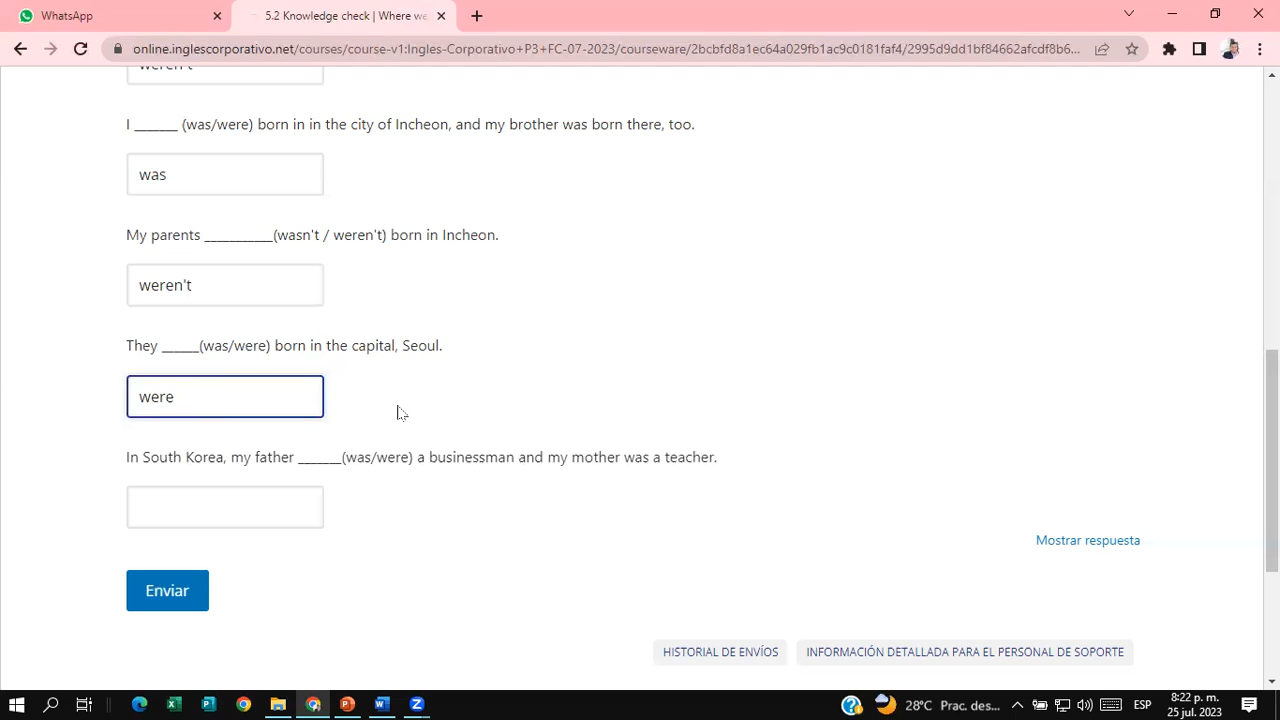 WhatsApp
5.2 Knowledge check | Where we
online.inglescorporativo.net/courses/course-v1:Ingles-Corporativo+P3+FC-07-2023/courseware/2bcbfd8a1ec64a029fb1ac9c0181faf4/2995d9dd1bf84662afcdf8b6...
weren't
I _______ (was/were) born in in the city of Incheon, and my brother was born there, too.
was
My parents ___________(wasn't / weren't) born in Incheon.
weren't
They ______(was/were) born in the capital, Seoul.
were
In South Korea, my father _______(was/were) a businessman and my mother was a teacher.
Mostrar respuesta
Enviar
HISTORIAL DE ENVÍOS
INFORMACIÓN DETALLADA PARA EL PERSONAL DE SOPORTE
28°C Prac. des... ESP
8:22 p. m.
25 jul. 2023